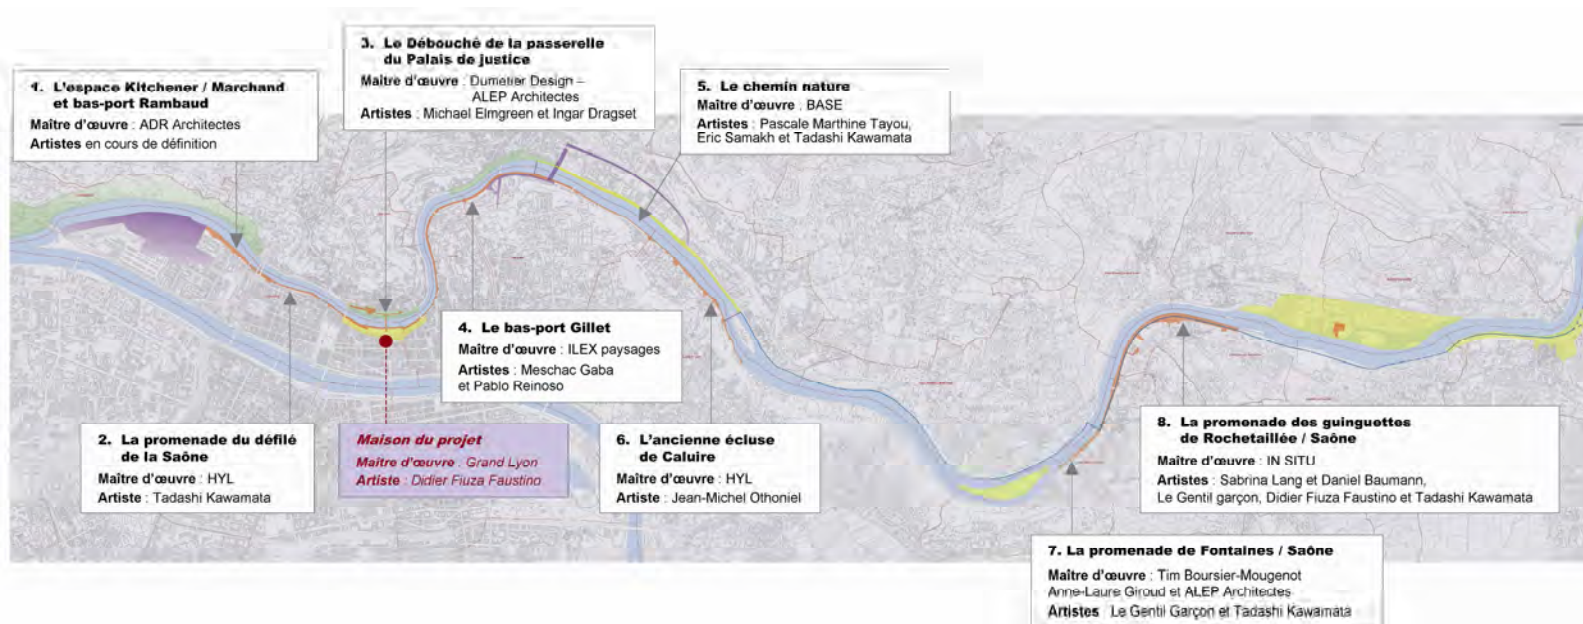 1. L'espace Kitchener / Marchand
et bas-port Rambaud
Maître d'œuvre : ADR Architectes
Artistes en cours de définition
3. Le Débouché de la passerelle
du Palais de justice
Maître d'œuvre : Dumetier Design –
ALEP Architectes
Artistes : Michael Elmgreen et Ingar Dragset
5. Le chemin nature
Maître d'œuvre : BASE
Artistes : Pascale Marthine Tayou,
Eric Samakh et Tadashi Kawamata
4. Le bas-port Gillet
Maître d'œuvre : ILEX paysages
Artistes : Meschac Gaba
et Pablo Reinoso
2. La promenade du défilé
de la Saône
Maître d'œuvre : HYL
Artiste : Tadashi Kawamata
Maison du projet
Maître d'œuvre : Grand Lyon
Artiste : Didier Fiuza Faustino
6. L'ancienne écluse
de Caluire
Maître d'œuvre : HYL
Artiste : Jean-Michel Othoniel
8. La promenade des guinguettes
de Rochetaillée / Saône
Maître d'œuvre : IN SITU
Artistes : Sabrina Lang et Daniel Baumann,
Le Gentil garçon, Didier Fiuza Faustino et Tadashi Kawamata
7. La promenade de Fontaines / Saône
Maître d'œuvre : Tim Boursier-Mougenot
Anne-Laure Giroud et ALEP Architectes
Artistes Le Gentil Garçon et Tadashi Kawamata